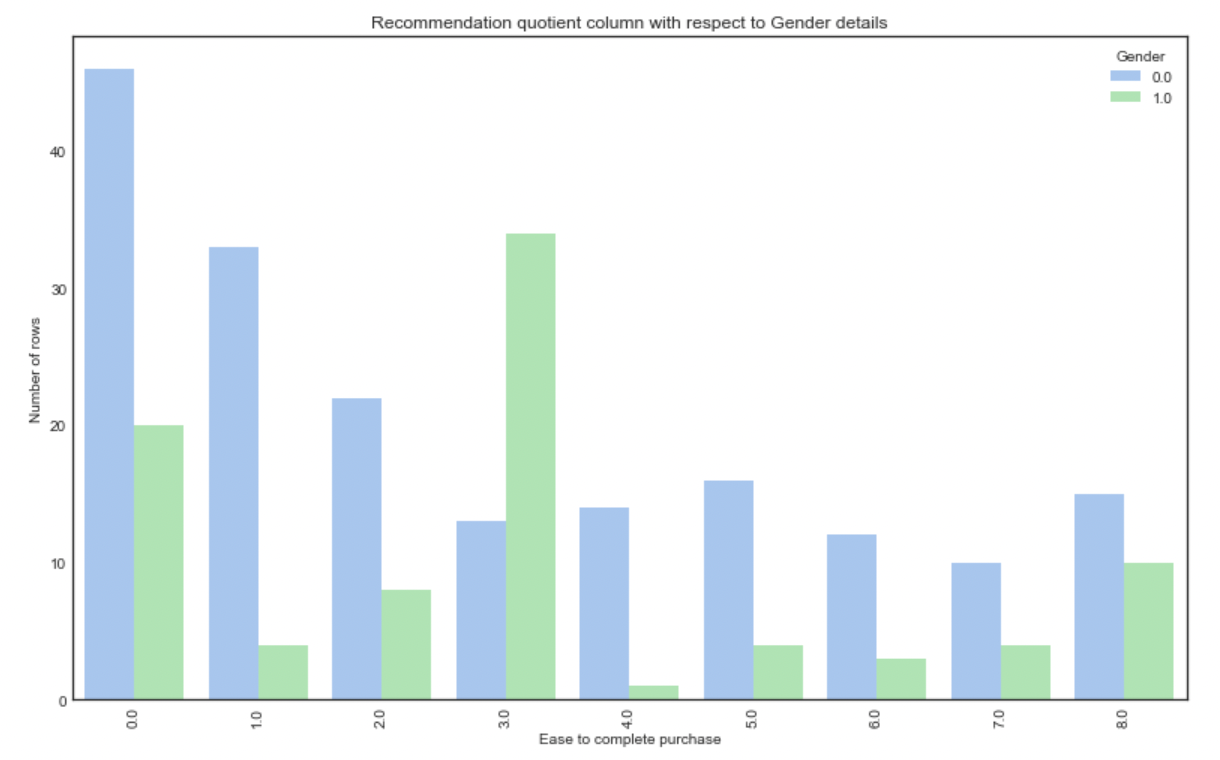 Recommendation quotient column with respect to Gender details
Gender
0.0
1.0
Number of rows
40
30
20
10
0
0.0 1.0 2.0 3.0 4.0 5.0 6.0 7.0 8.0
Ease to complete purchase